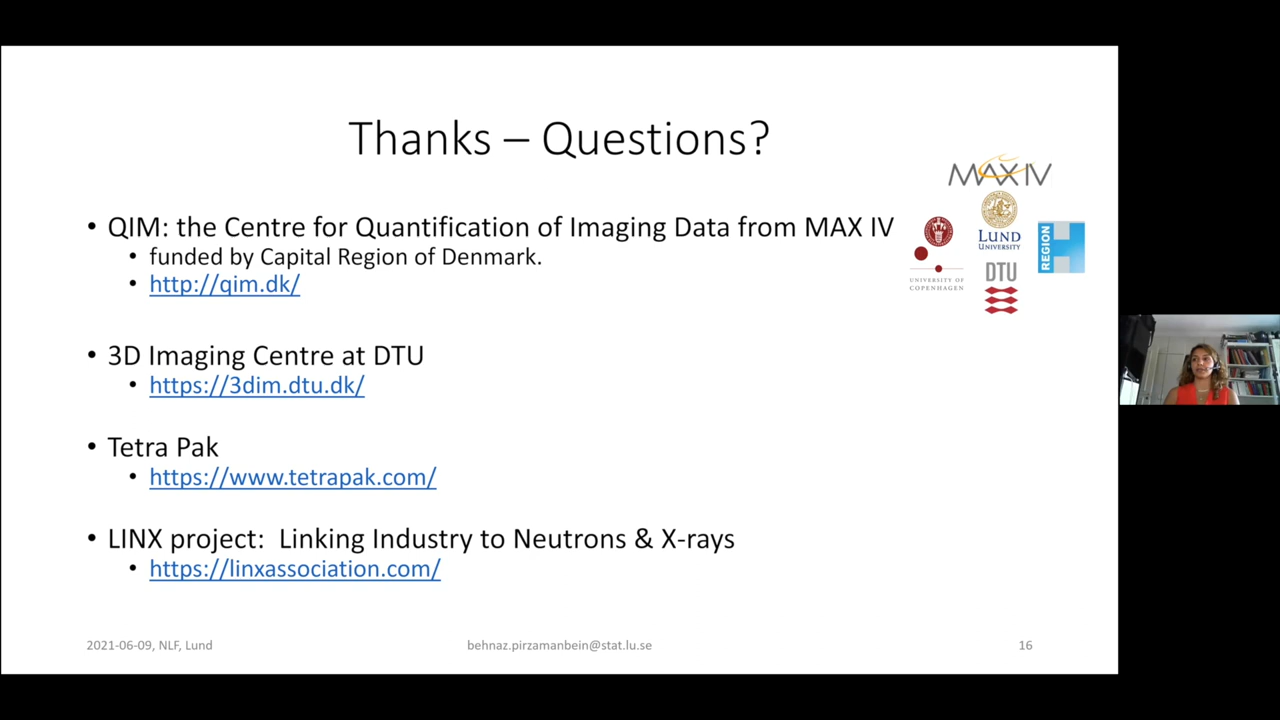 Thanks – Questions?
MAX IV
• QIM: the Centre for Quantification of Imaging Data from MAX IV
• funded by Capital Region of Denmark.
• http://qim.dk/
LUND
UNIVERSITY
REGION
H
UNIVERSITY OF
COPENHAGEN
DTU
• 3D Imaging Centre at DTU
• https://3dim.dtu.dk/
• Tetra Pak
• https://www.tetrapak.com/
• LINX project:  Linking Industry to Neutrons & X-rays
• https://linxassociation.com/
2021-06-09, NLF, Lund
behnaz.pirzamanbein@stat.lu.se
16